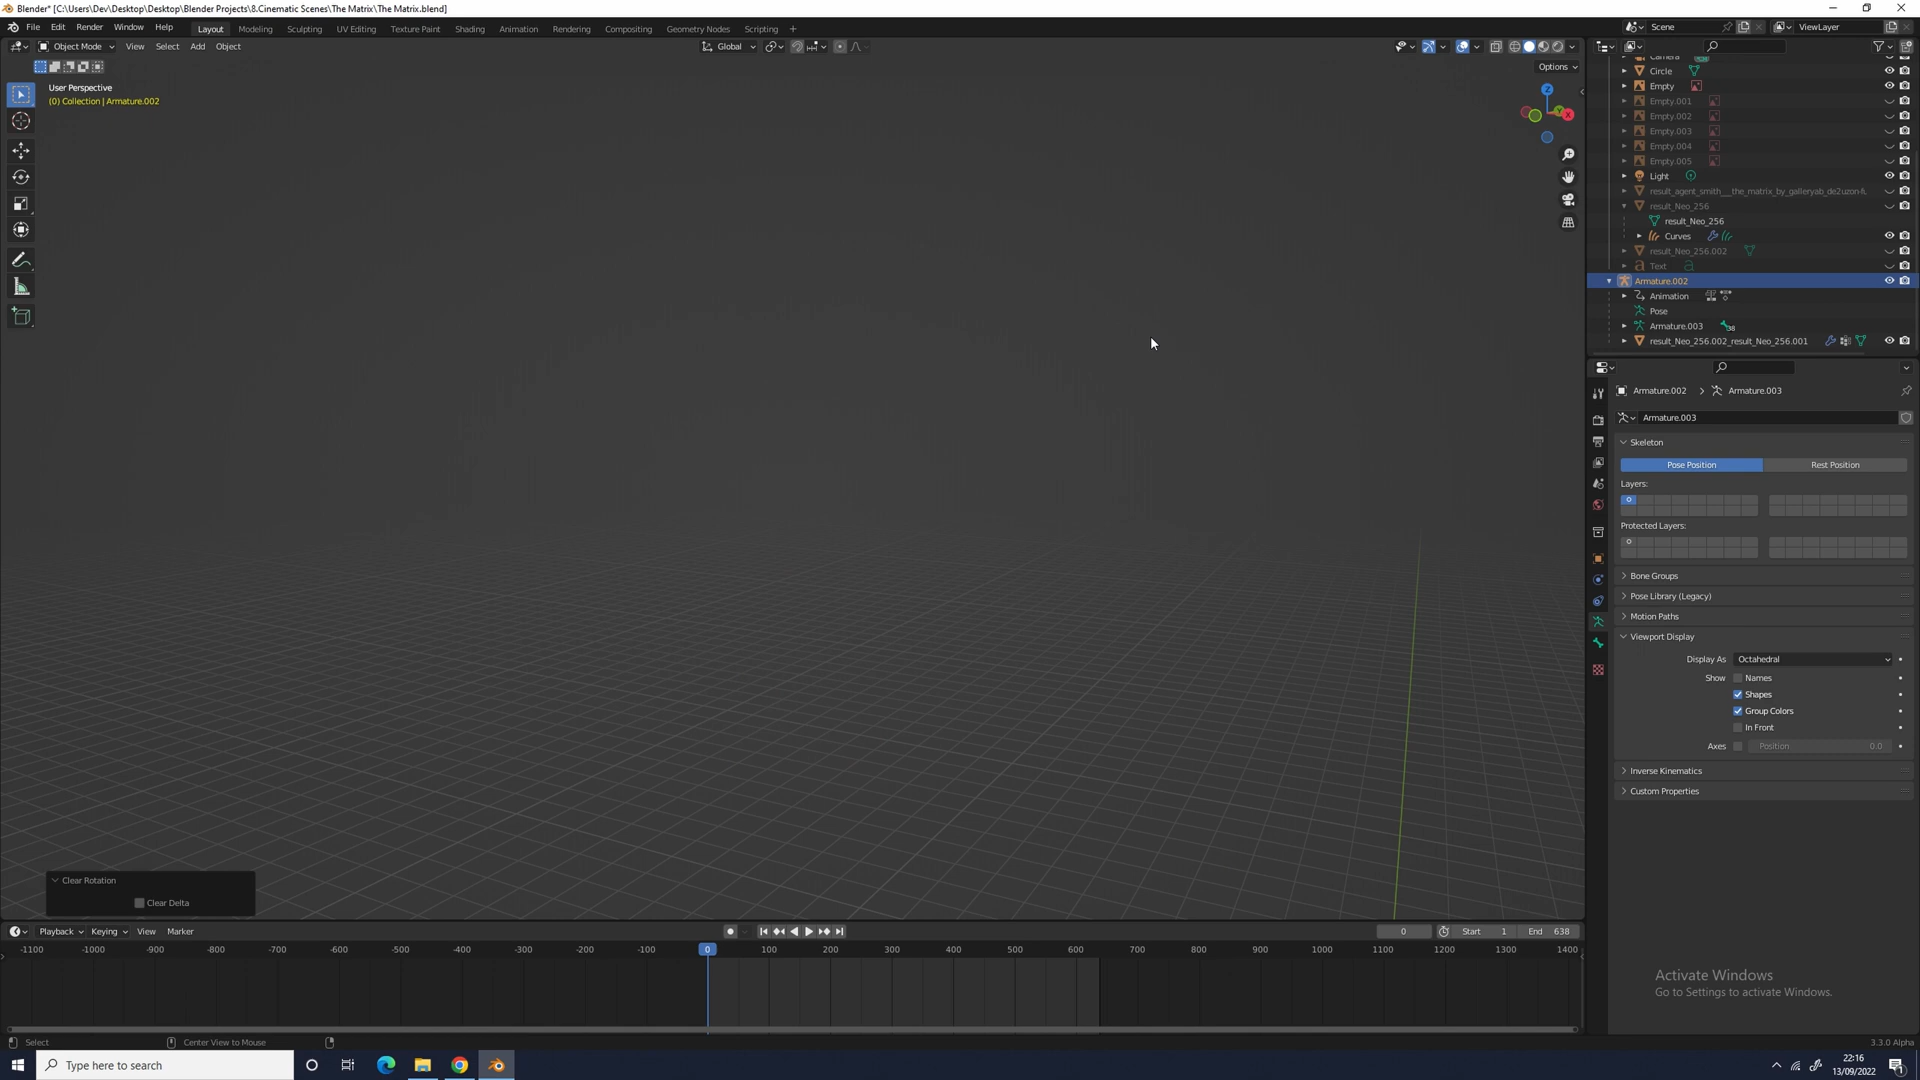 Blender* [C:\Users\Dev\Desktop\Desktop\Blender Projects\8.Cinematic Scenes\The Matrix\The Matrix.blend]
File Edit Render Window Help Layout Modeling Sculpting UV Editing Texture Paint Shading Animation Rendering Compositing Geometry Nodes Scripting + Scene ViewLayer
Object Mode View Select Add Object Global
Options
User Perspective
(0) Collection | Armature.002
Z
Y
X
Camera
Circle
Empty
Empty.001
Empty.002
Empty.003
Empty.004
Empty.005
Light
result_agent_smith__the_matrix_by_galleryab_de2uzon-fu
result_Neo_256
result_Neo_256
Curves
result_Neo_256.002
Text
Armature.002
Animation
Pose
Armature.003 38
result_Neo_256.002_result_Neo_256.001
Armature.002 > Armature.003
Armature.003
Skeleton
Pose Position Rest Position
Layers:
Protected Layers:
Bone Groups
Pose Library (Legacy)
Motion Paths
Viewport Display
Display As Octahedral
Show Names
Shapes
Group Colors
In Front
Axes Position 0.0
Inverse Kinematics
Custom Properties
Clear Rotation
Clear Delta
Playback Keying View Marker 0 Start 1 End 638
-1100 -1000 -900 -800 -700 -600 -500 -400 -300 -200 -100 0 100 200 300 400 500 600 700 800 900 1000 1100 1200 1300 1400
Activate Windows
Go to Settings to activate Windows.
Select Center View to Mouse 3.3.0 Alpha
Type here to search
22:16
13/09/2022
1